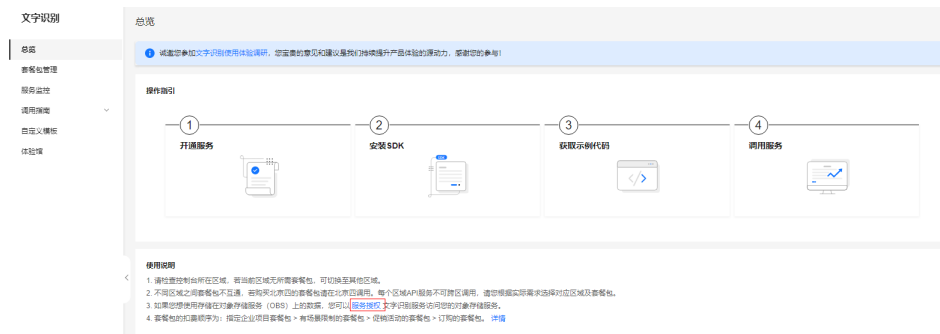 文字识别
总览
总览
套餐包管理
服务监控
调用指南
自定义模板
体验馆
诚邀您参加文字识别使用体验调研,您宝贵的意见和建议是我们持续提升产品体验的源动力,感谢您的参与!
操作指引
1
开通服务
2
安装SDK
3
获取示例代码
4
调用服务
使用说明
1. 请检查控制台所在区域,若当前区域无所需套餐包,可切换至其他区域。
2. 不同区域之间套餐包不互通,若购买北京四的套餐包请在北京四调用。每个区域API服务不可跨区调用,请您根据实际需求选择对应区域及套餐包。
3. 如果您想使用存储在对象存储服务(OBS)上的数据,您可以 服务授权 文字识别服务访问您的对象存储服务。
4. 套餐包的扣费顺序为:指定企业项目套餐包 > 有场景限制的套餐包 > 促销活动的套餐包 > 订购的套餐包。 详情